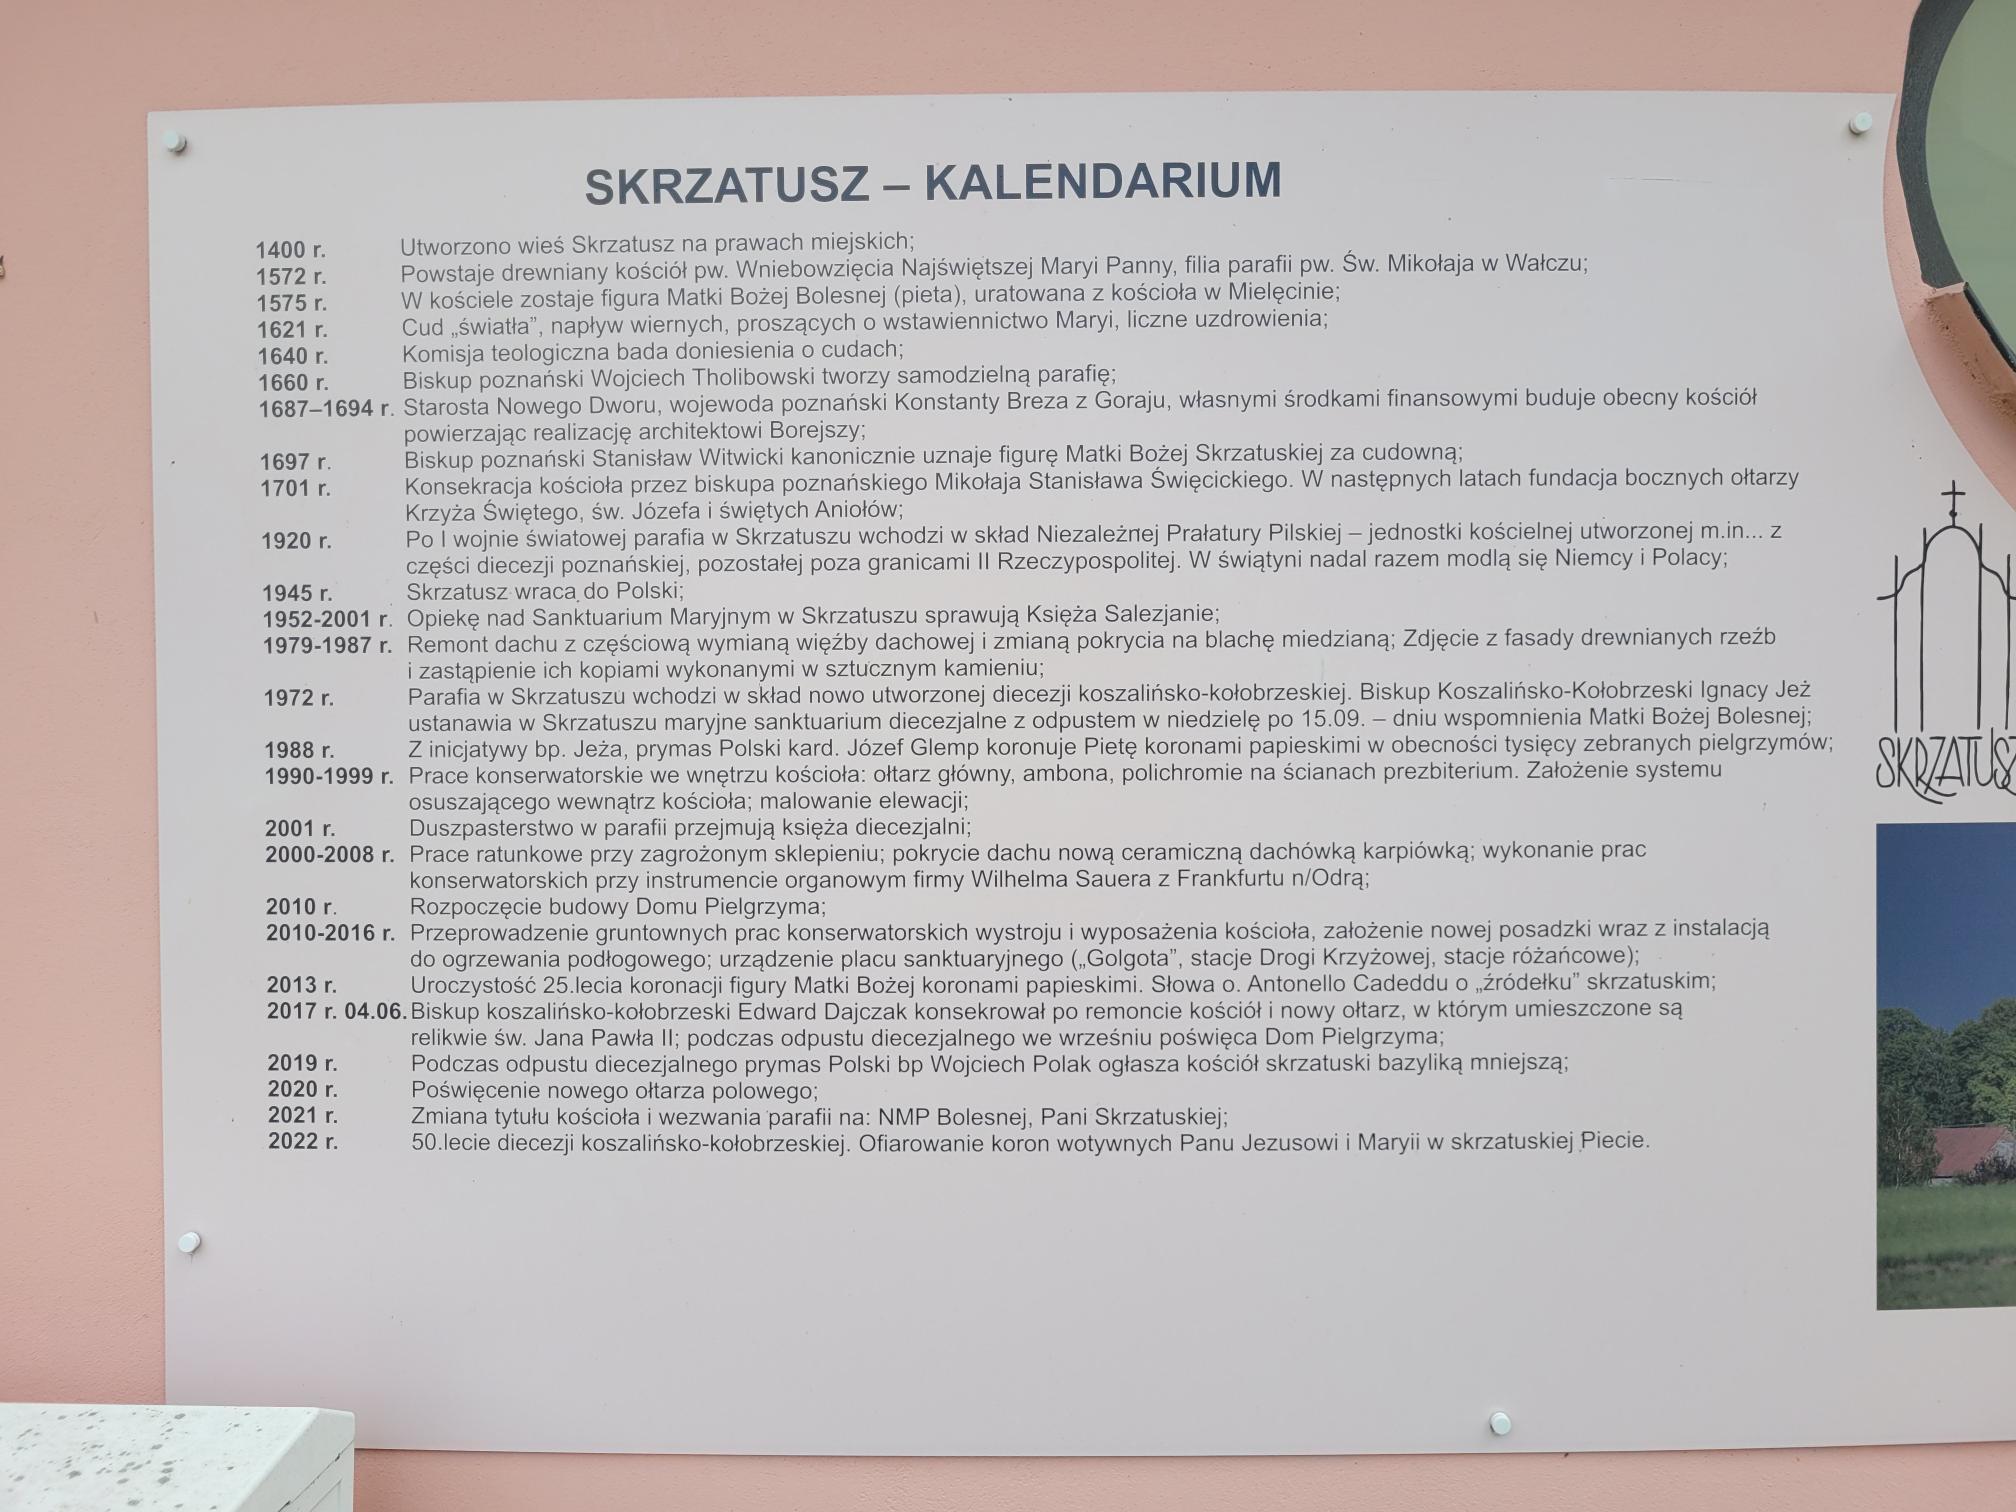 SKRZATUSZ – KALENDARIUM
1400 r. Utworzono wieś Skrzatusz na prawach miejskich;
1572 r. Powstaje drewniany kościół pw. Wniebowzięcia Najświętszej Maryi Panny, filia parafii pw. Św. Mikołaja w Wałczu;
1575 r. W kościele zostaje figura Matki Bożej Bolesnej (pieta), uratowana z kościoła w Mielęcinie;
1621 r. Cud „światła”, napływ wiernych, proszących o wstawiennictwo Maryi, liczne uzdrowienia;
1640 r. Komisja teologiczna bada doniesienia o cudach;
1660 r. Biskup poznański Wojciech Tholibowski tworzy samodzielną parafię;
1687–1694 r. Starosta Nowego Dworu, wojewoda poznański Konstanty Breza z Goraju, własnymi środkami finansowymi buduje obecny kościół
powierzając realizację architektowi Borejszy;
1697 r. Biskup poznański Stanisław Witwicki kanonicznie uznaje figurę Matki Bożej Skrzatuskiej za cudowną;
1701 r. Konsekracja kościoła przez biskupa poznańskiego Mikołaja Stanisława Święcickiego. W następnych latach fundacja bocznych ołtarzy
Krzyża Świętego, św. Józefa i świętych Aniołów;
1920 r. Po I wojnie światowej parafia w Skrzatuszu wchodzi w skład Niezależnej Prałatury Pilskiej – jednostki kościelnej utworzonej m.in... z
części diecezji poznańskiej, pozostałej poza granicami II Rzeczypospolitej. W świątyni nadal razem modlą się Niemcy i Polacy;
1945 r. Skrzatusz wraca do Polski;
1952-2001 r. Opiekę nad Sanktuarium Maryjnym w Skrzatuszu sprawują Księża Salezjanie;
1979-1987 r. Remont dachu z częściową wymianą więźby dachowej i zmianą pokrycia na blachę miedzianą; Zdjęcie z fasady drewnianych rzeźb
i zastąpienie ich kopiami wykonanymi w sztucznym kamieniu;
1972 r. Parafia w Skrzatuszu wchodzi w skład nowo utworzonej diecezji koszalińsko-kołobrzeskiej. Biskup Koszalińsko-Kołobrzeski Ignacy Jeż
ustanawia w Skrzatuszu maryjne sanktuarium diecezjalne z odpustem w niedzielę po 15.09. – dniu wspomnienia Matki Bożej Bolesnej;
1988 r. Z inicjatywy bp. Jeża, prymas Polski kard. Józef Glemp koronuje Pietę koronami papieskimi w obecności tysięcy zebranych pielgrzymów;
1990-1999 r. Prace konserwatorskie we wnętrzu kościoła: ołtarz główny, ambona, polichromie na ścianach prezbiterium. Założenie systemu
osuszającego wewnątrz kościoła; malowanie elewacji;
2001 r. Duszpasterstwo w parafii przejmują księża diecezjalni;
2000-2008 r. Prace ratunkowe przy zagrożonym sklepieniu; pokrycie dachu nową ceramiczną dachówką karpiówką; wykonanie prac
konserwatorskich przy instrumencie organowym firmy Wilhelma Sauera z Frankfurtu n/Odrą;
2010 r. Rozpoczęcie budowy Domu Pielgrzyma;
2010-2016 r. Przeprowadzenie gruntownych prac konserwatorskich wystroju i wyposażenia kościoła, założenie nowej posadzki wraz z instalacją
do ogrzewania podłogowego; urządzenie placu sanktuaryjnego („Golgota”, stacje Drogi Krzyżowej, stacje różańcowe);
2013 r. Uroczystość 25.lecia koronacji figury Matki Bożej koronami papieskimi. Słowa o. Antonello Cadeddu o „źródełku” skrzatuskim;
2017 r. 04.06. Biskup koszalińsko-kołobrzeski Edward Dajczak konsekrował po remoncie kościół i nowy ołtarz, w którym umieszczone są
relikwie św. Jana Pawła II; podczas odpustu diecezjalnego we wrześniu poświęca Dom Pielgrzyma;
2019 r. Podczas odpustu diecezjalnego prymas Polski bp Wojciech Polak ogłasza kościół skrzatuski bazyliką mniejszą;
2020 r. Poświęcenie nowego ołtarza polowego;
2021 r. Zmiana tytułu kościoła i wezwania parafii na: NMP Bolesnej, Pani Skrzatuskiej;
2022 r. 50.lecie diecezji koszalińsko-kołobrzeskiej. Ofiarowanie koron wotywnych Panu Jezusowi i Maryii w skrzatuskiej Piecie.
SKRZATUSZ